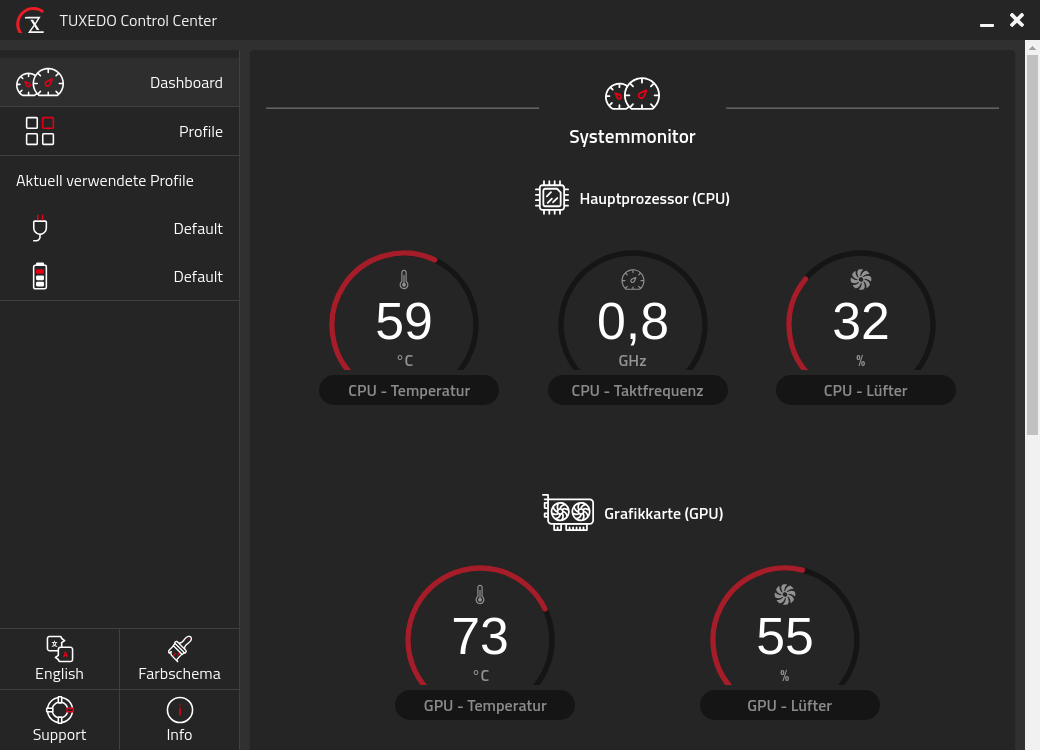 TUXEDO Control Center
Dashboard
Profile
Aktuell verwendete Profile
Default
Default
English
Farbschema
Support
Info
Systemmonitor
Hauptprozessor (CPU)
59
0,8
32
°C
GHz
%
CPU - Temperatur
CPU - Taktfrequenz
CPU - Lüfter
Grafikkarte (GPU)
73
55
°C
%
GPU - Temperatur
GPU - Lüfter